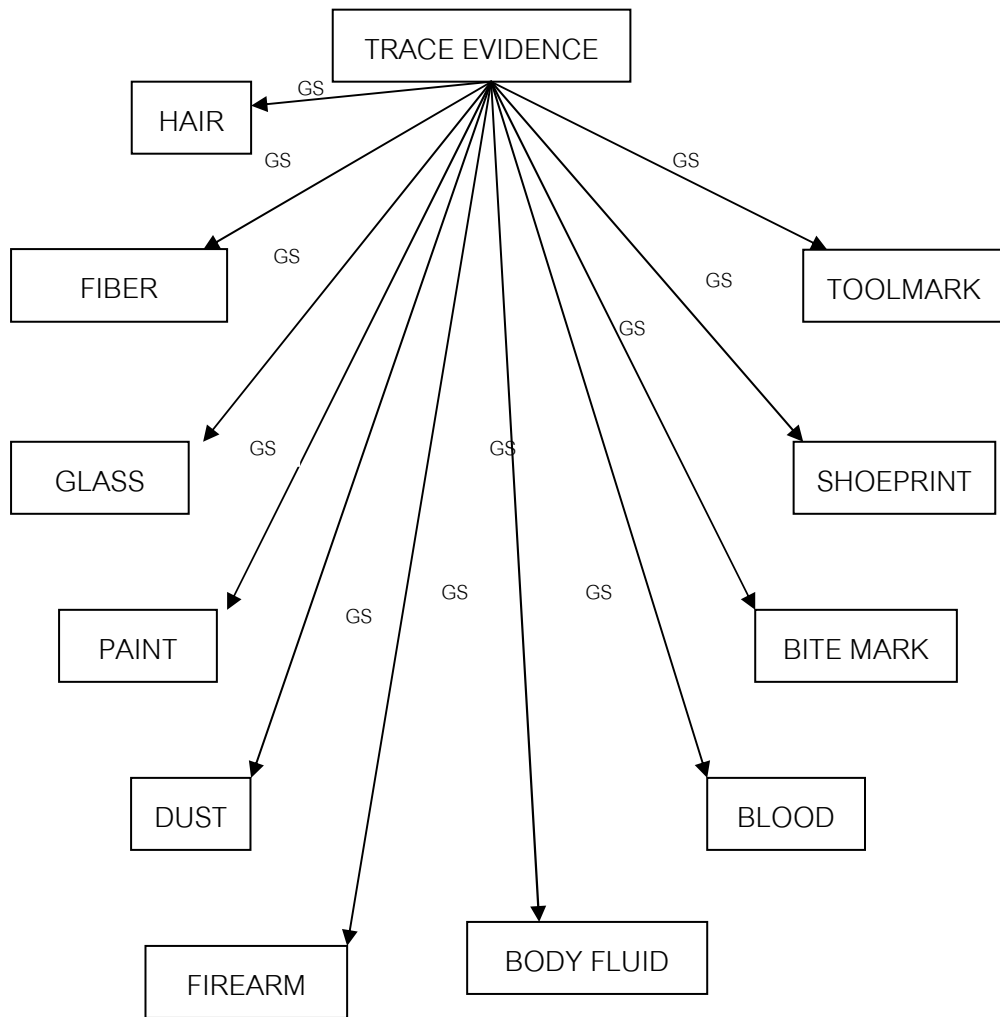 TRACE EVIDENCE
GS
HAIR
GS
GS
FIBER
GS
GS
TOOLMARK
GS
GS
GS
GLASS
SHOEPRINT
GS
GS
GS
PAINT
BITE MARK
DUST
BLOOD
FIREARM
BODY FLUID